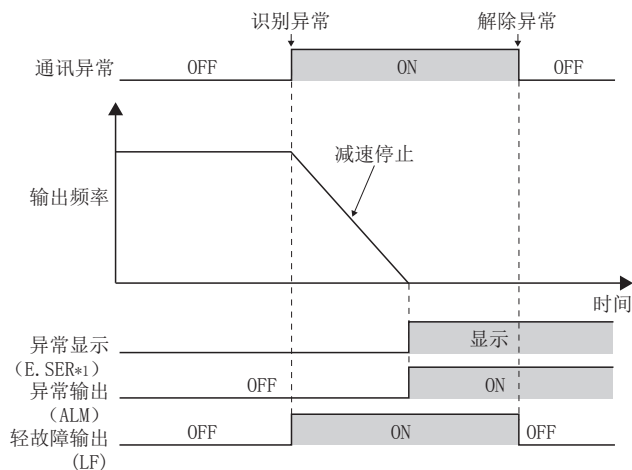 识别异常 解除异常
通讯异常 OFF ON OFF
减速停止
输出频率
时间
异常显示 显示
(E.SER*1)
异常输出 OFF ON
(ALM)
轻故障输出 OFF ON OFF
(LF)